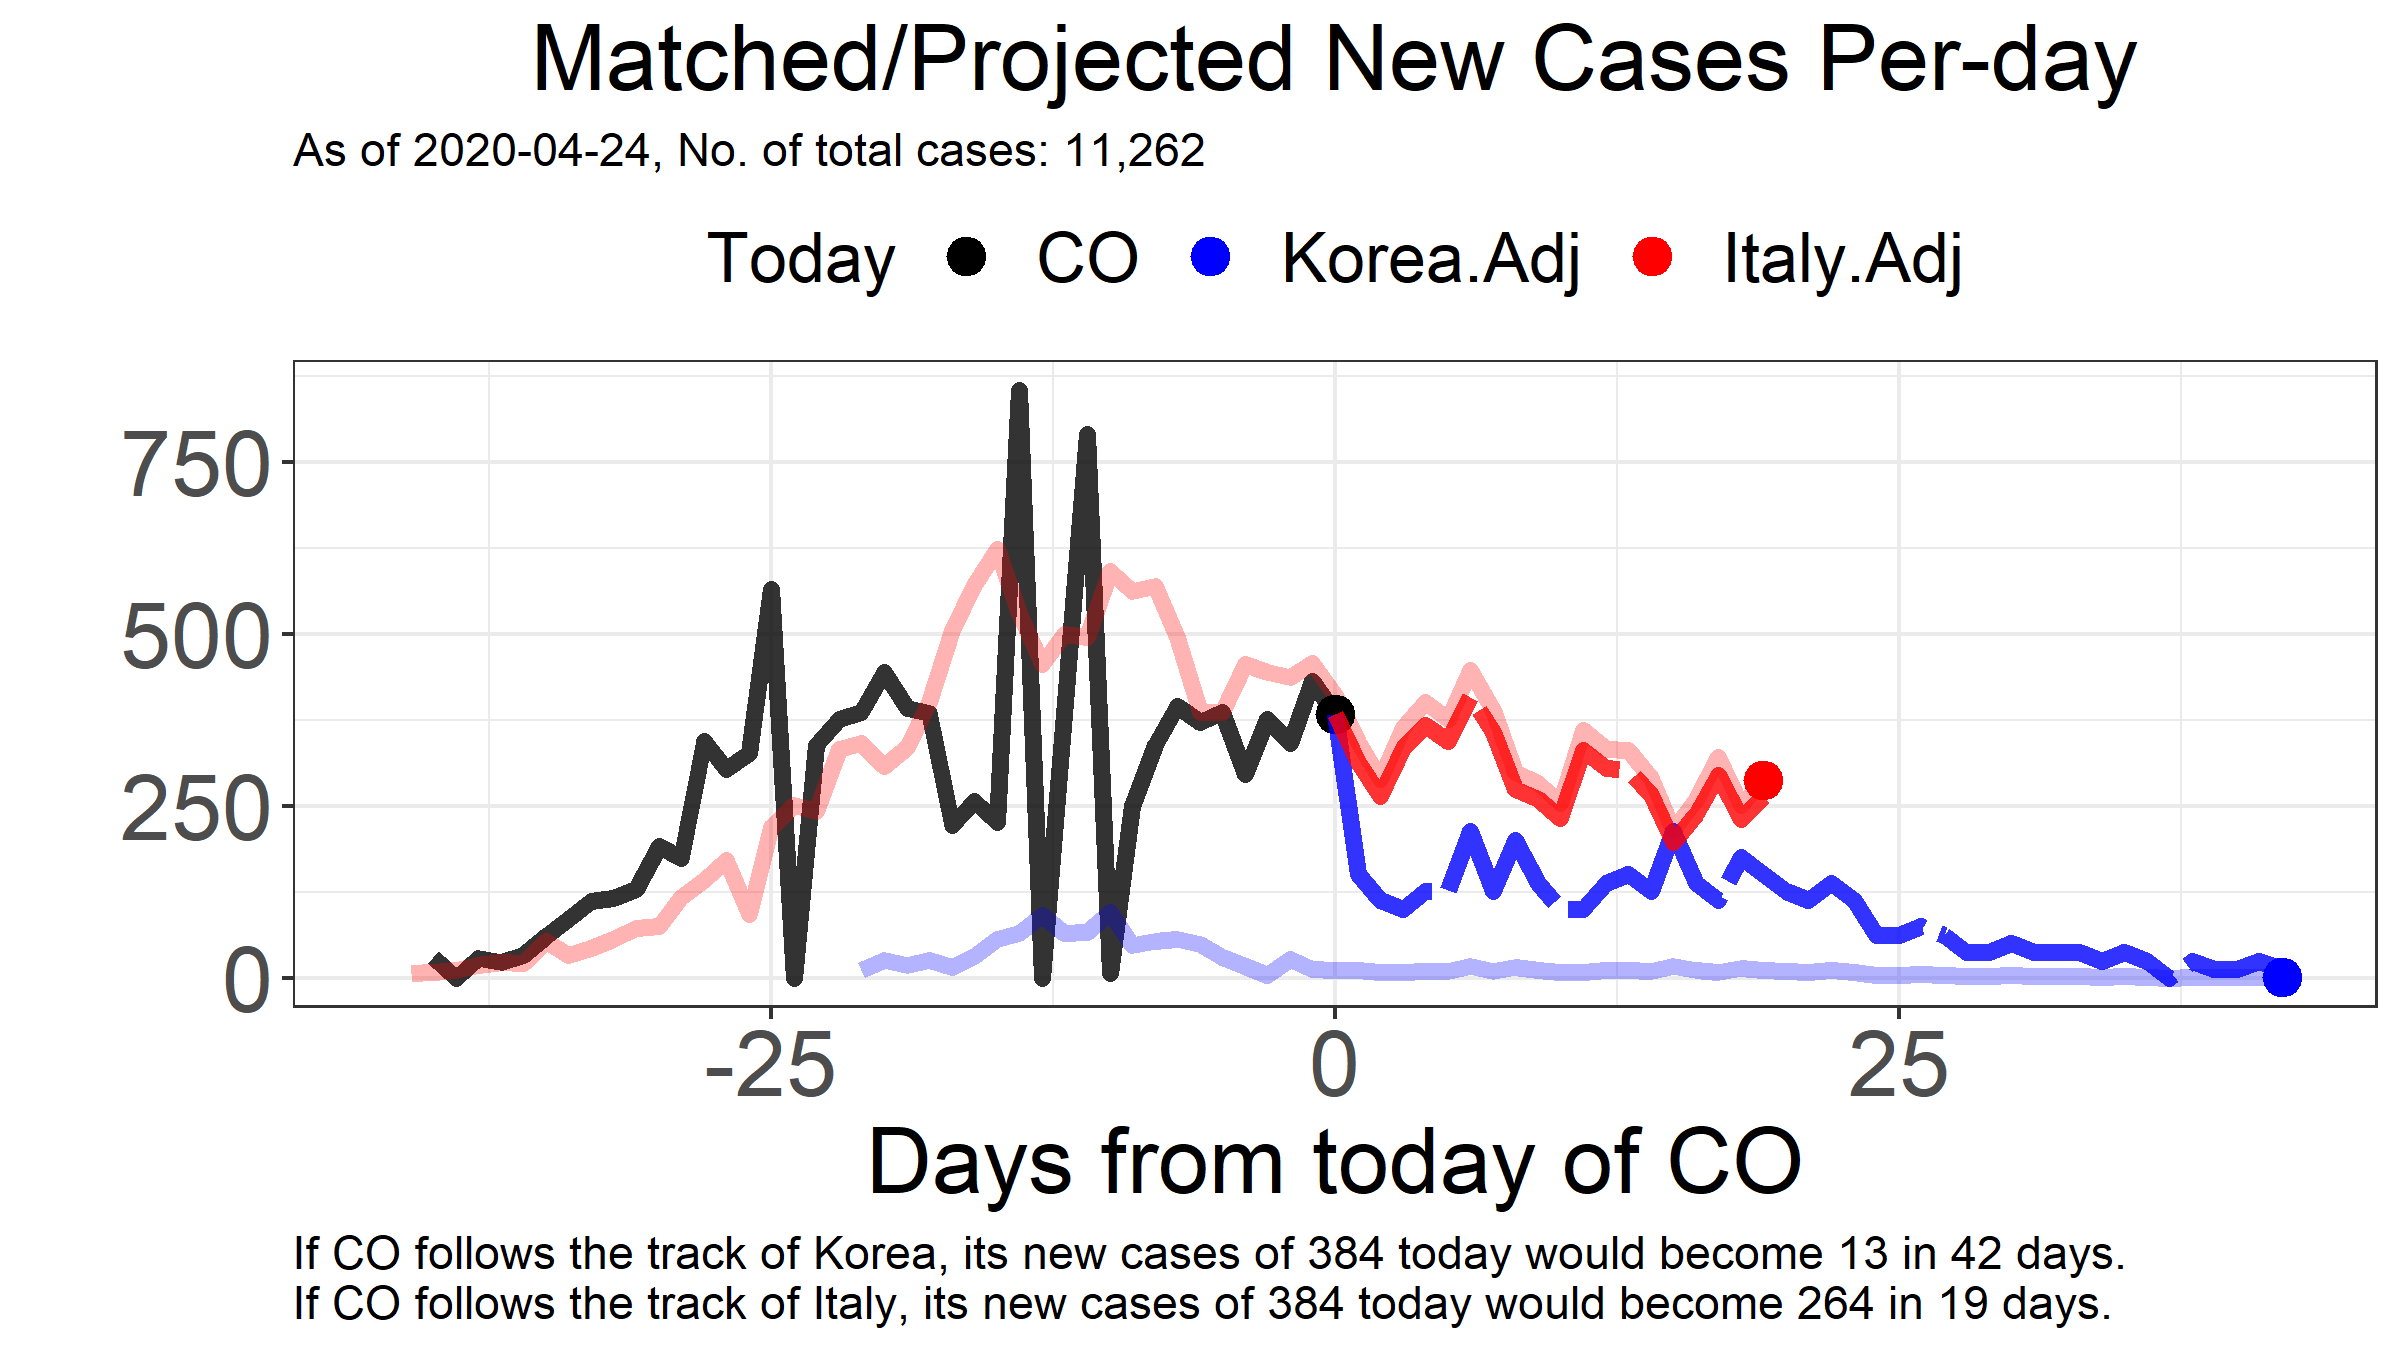 Matched/Projected New Cases Per-day
As of 2020-04-24, No. of total cases: 11,262
Today CO Korea.Adj Italy.Adj
750
500
250
0
-25 0 25
Days from today of CO
If CO follows the track of Korea, its new cases of 384 today would become 13 in 42 days.
If CO follows the track of Italy, its new cases of 384 today would become 264 in 19 days.